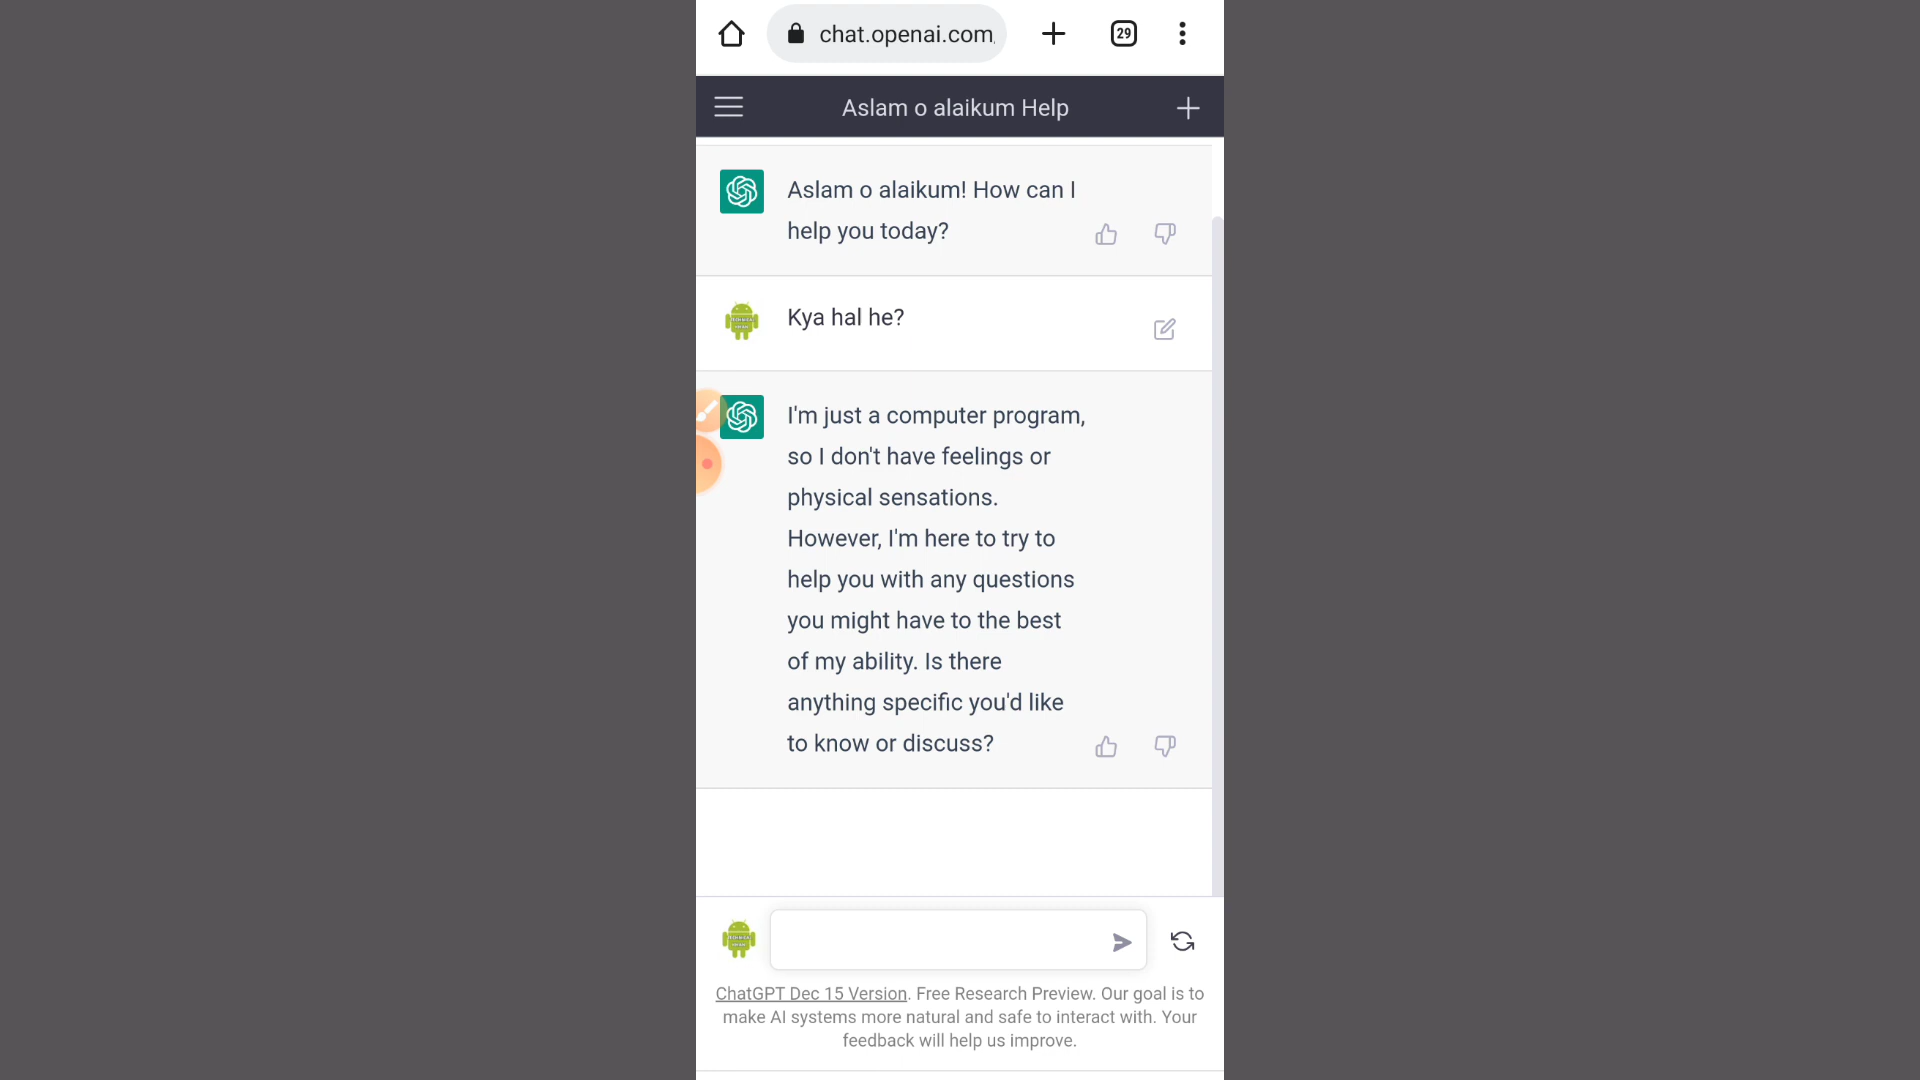 chat.openai.com
29
Aslam o alaikum Help
Aslam o alaikum! How can I
help you today?
Kya hal he?
I'm just a computer program,
so I don't have feelings or
physical sensations.
However, I'm here to try to
help you with any questions
you might have to the best
of my ability. Is there
anything specific you'd like
to know or discuss?
ChatGPT Dec 15 Version. Free Research Preview. Our goal is to
make AI systems more natural and safe to interact with. Your
feedback will help us improve.